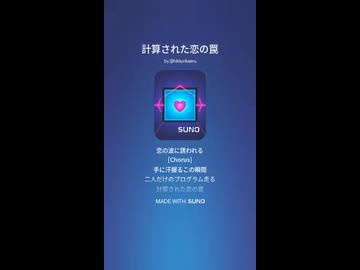 計算された恋の罠
by @hikkurikaeru
SUNO
恋の波に誘われる
[Chorus]
手に汗握るこの瞬間
二人だけのプログラム走る
計算された恋の罠
MADE WITH SUNO